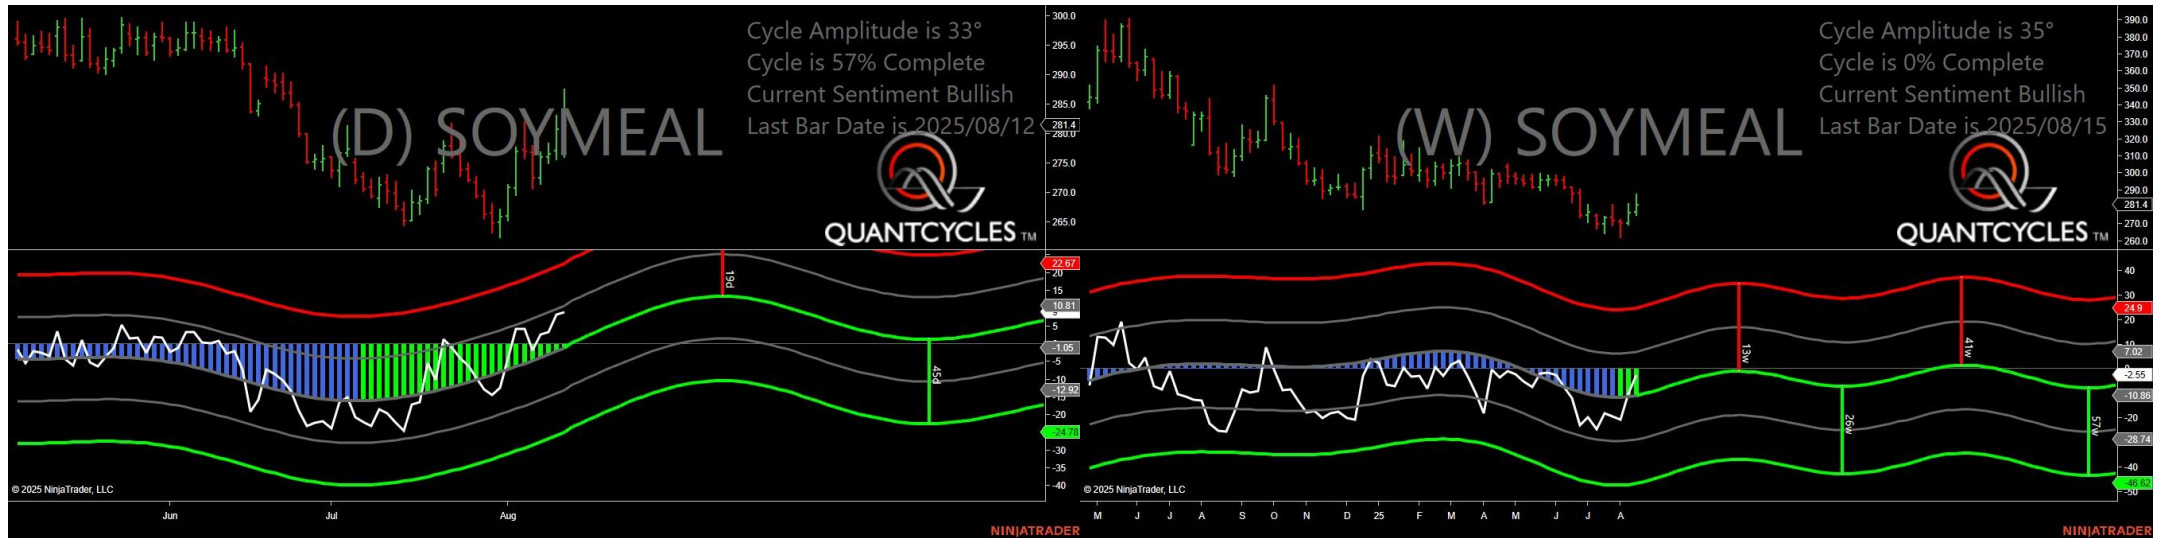 Cycle Amplitude is 33°
Cycle is 57% Complete
Current Sentiment Bullish
Last Bar Date is 2025/08/12
(D) SOYMEAL
QUANTCYCLES TM
300.0
295.0
290.0
285.0
281.4
280.0
275.0
270.0
265.0
22.67
20
15
10.81
5
-1.05
-5
-10
-12.92
-20
-24.78
-30
-35
-40
19d
45d
© 2025 NinjaTrader, LLC
Jun
Jul
Aug
NINJATRADER
Cycle Amplitude is 35°
Cycle is 0% Complete
Current Sentiment Bullish
Last Bar Date is 2025/08/15
(W) SOYMEAL
QUANTCYCLES TM
390.0
380.0
370.0
360.0
350.0
340.0
330.0
320.0
310.0
300.0
290.0
281.4
270.0
260.0
40
30
24.9
20
7.02
-2.55
-10.86
-20
-28.74
-40
-46.62
-50
13w
26w
41w
57w
© 2025 NinjaTrader, LLC
M J J A S O N D 25 F M A M J J A
NINJATRADER